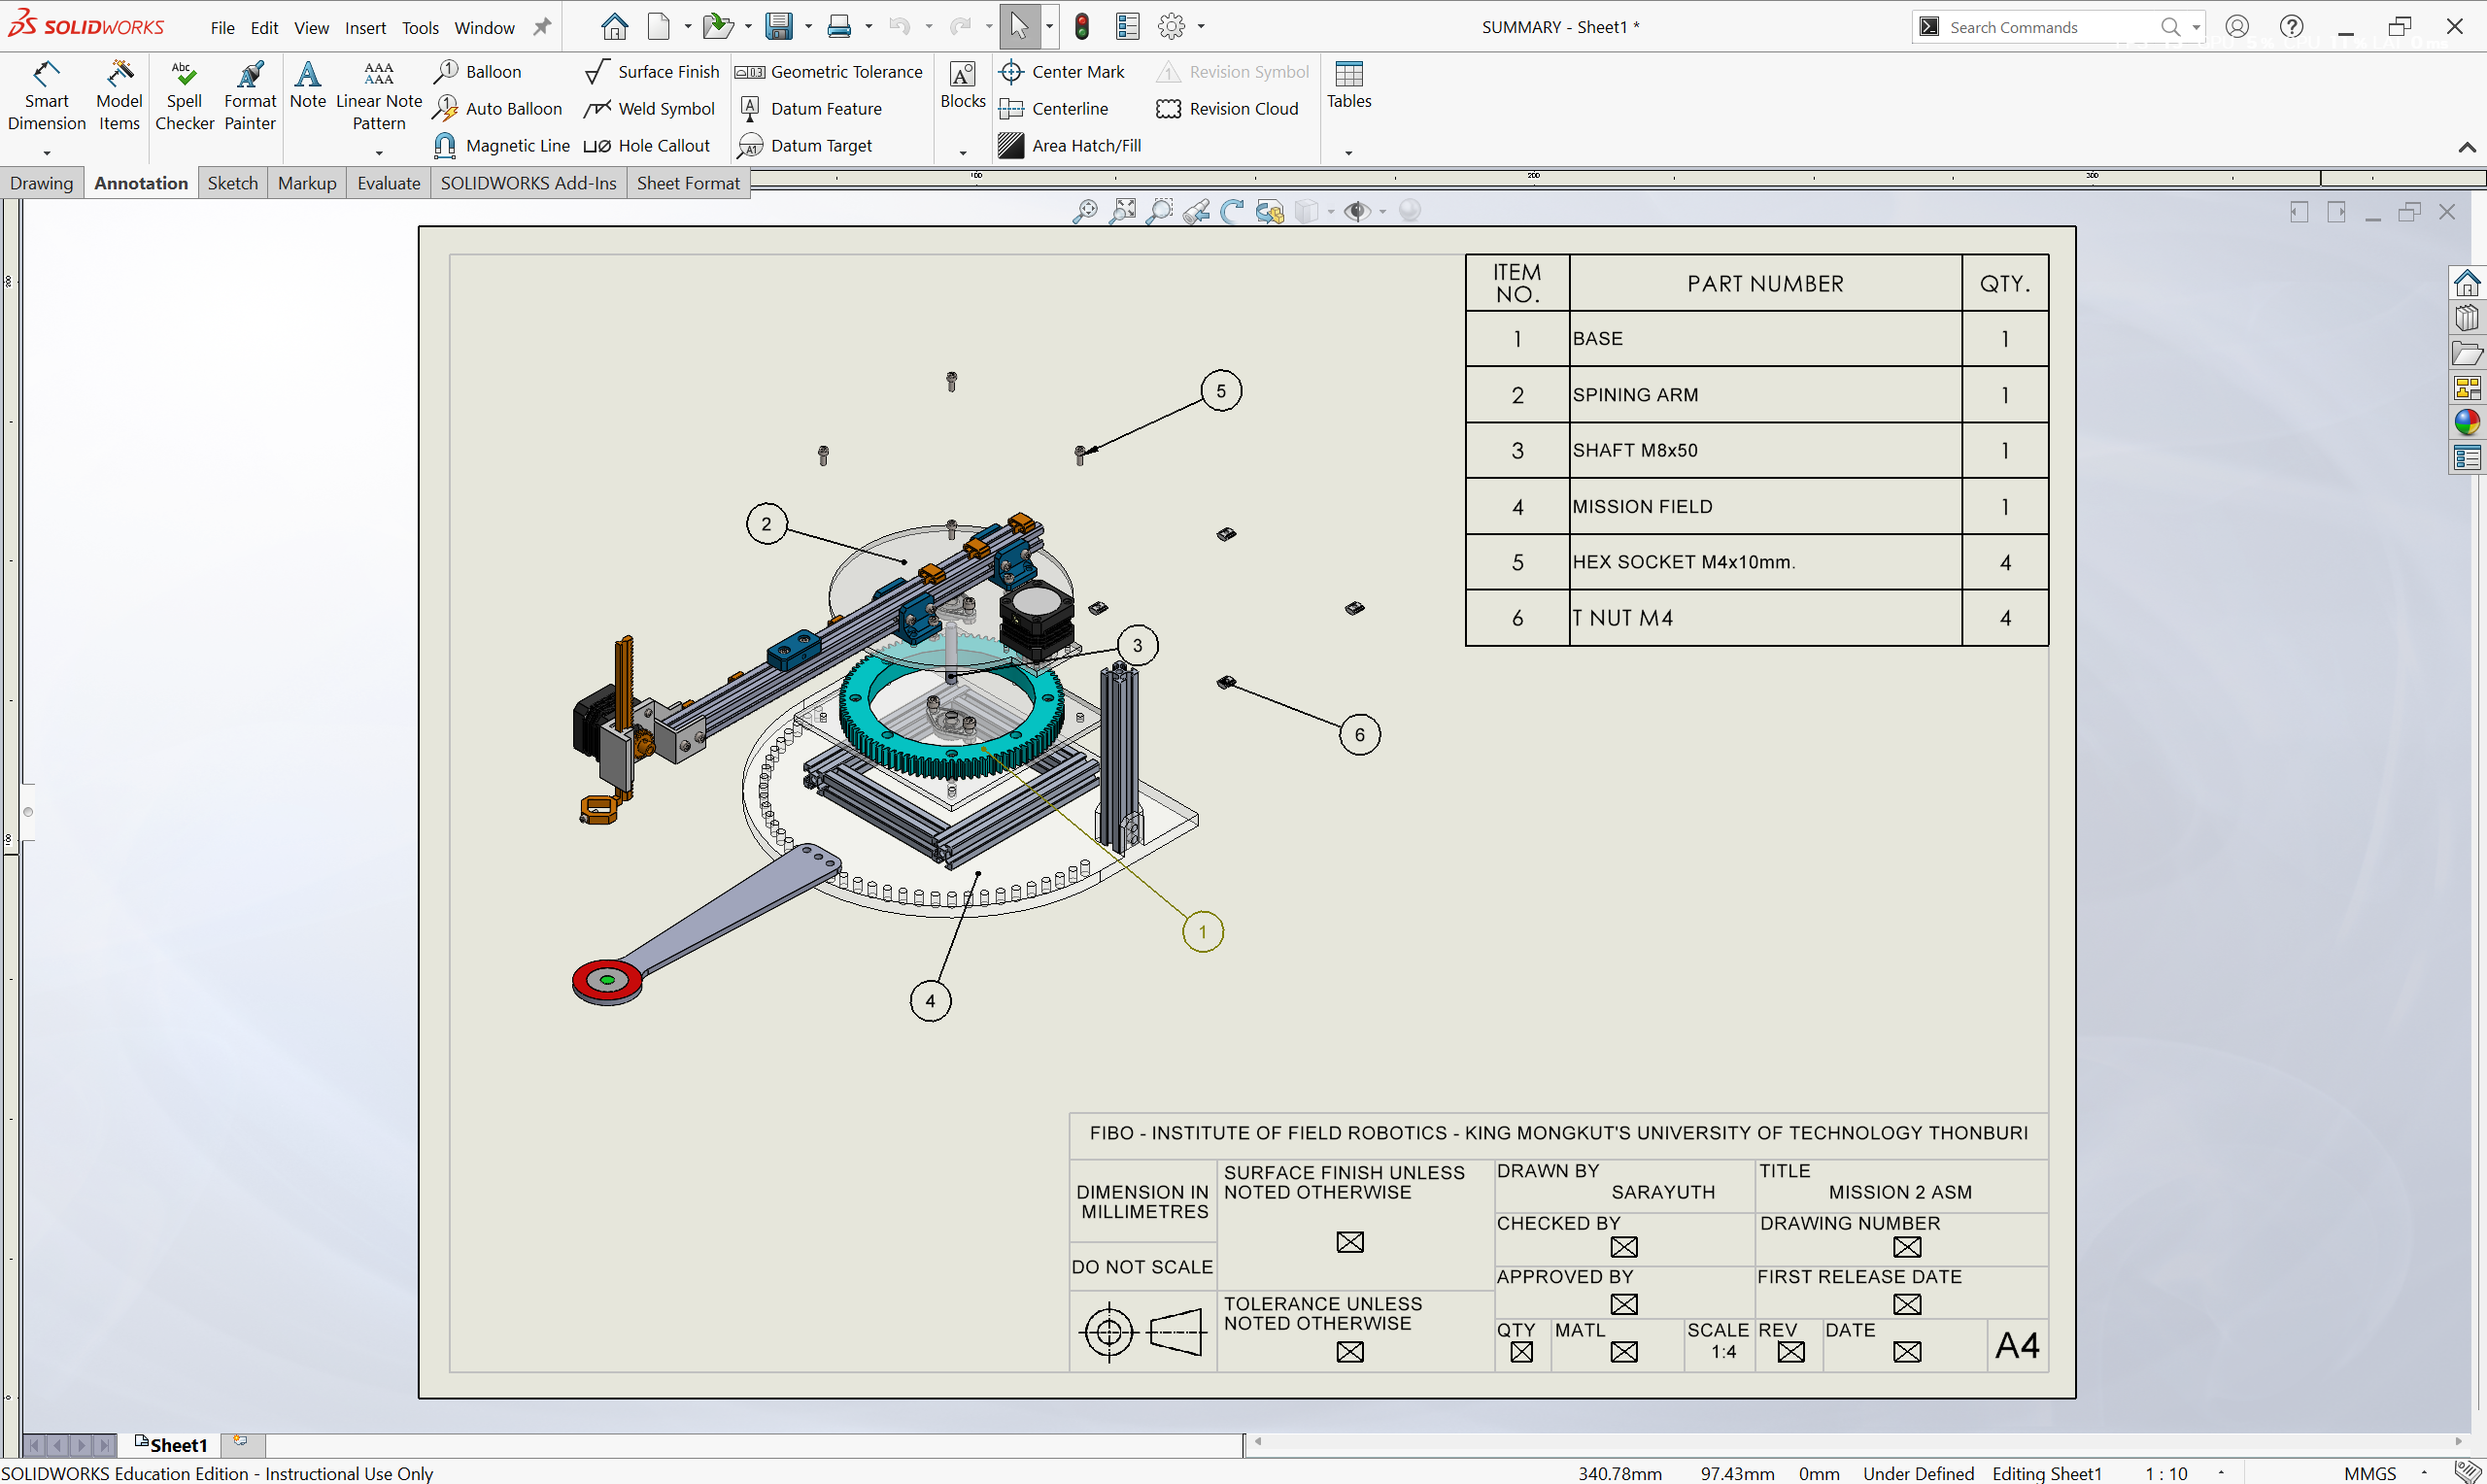 SOLIDWORKS
File Edit View Insert Tools Window
SUMMARY - Sheet1 *
Search Commands
Smart Dimension
Model Items
Spell Checker
Format Painter
Note
Linear Note Pattern
Balloon
Auto Balloon
Magnetic Line
Surface Finish
Weld Symbol
Hole Callout
Geometric Tolerance
Datum Feature
Datum Target
Blocks
Center Mark
Centerline
Area Hatch/Fill
Revision Symbol
Revision Cloud
Tables
Drawing Annotation Sketch Markup Evaluate SOLIDWORKS Add-Ins Sheet Format
100 200 300
ITEM NO. PART NUMBER QTY.
1 BASE 1
2 SPINING ARM 1
3 SHAFT M8x50 1
4 MISSION FIELD 1
5 HEX SOCKET M4x10mm. 4
6 T NUT M4 4
5
2
3
6
1
4
FIBO - INSTITUTE OF FIELD ROBOTICS - KING MONGKUT'S UNIVERSITY OF TECHNOLOGY THONBURI
DIMENSION IN
MILLIMETRES
DO NOT SCALE
SURFACE FINISH UNLESS
NOTED OTHERWISE
TOLERANCE UNLESS
NOTED OTHERWISE
DRAWN BY
SARAYUTH
TITLE
MISSION 2 ASM
CHECKED BY
DRAWING NUMBER
APPROVED BY
FIRST RELEASE DATE
QTY MATL SCALE REV DATE
1:4
A4
Sheet1
SOLIDWORKS Education Edition - Instructional Use Only
340.78mm 97.43mm 0mm Under Defined Editing Sheet1 1 : 10 MMGS